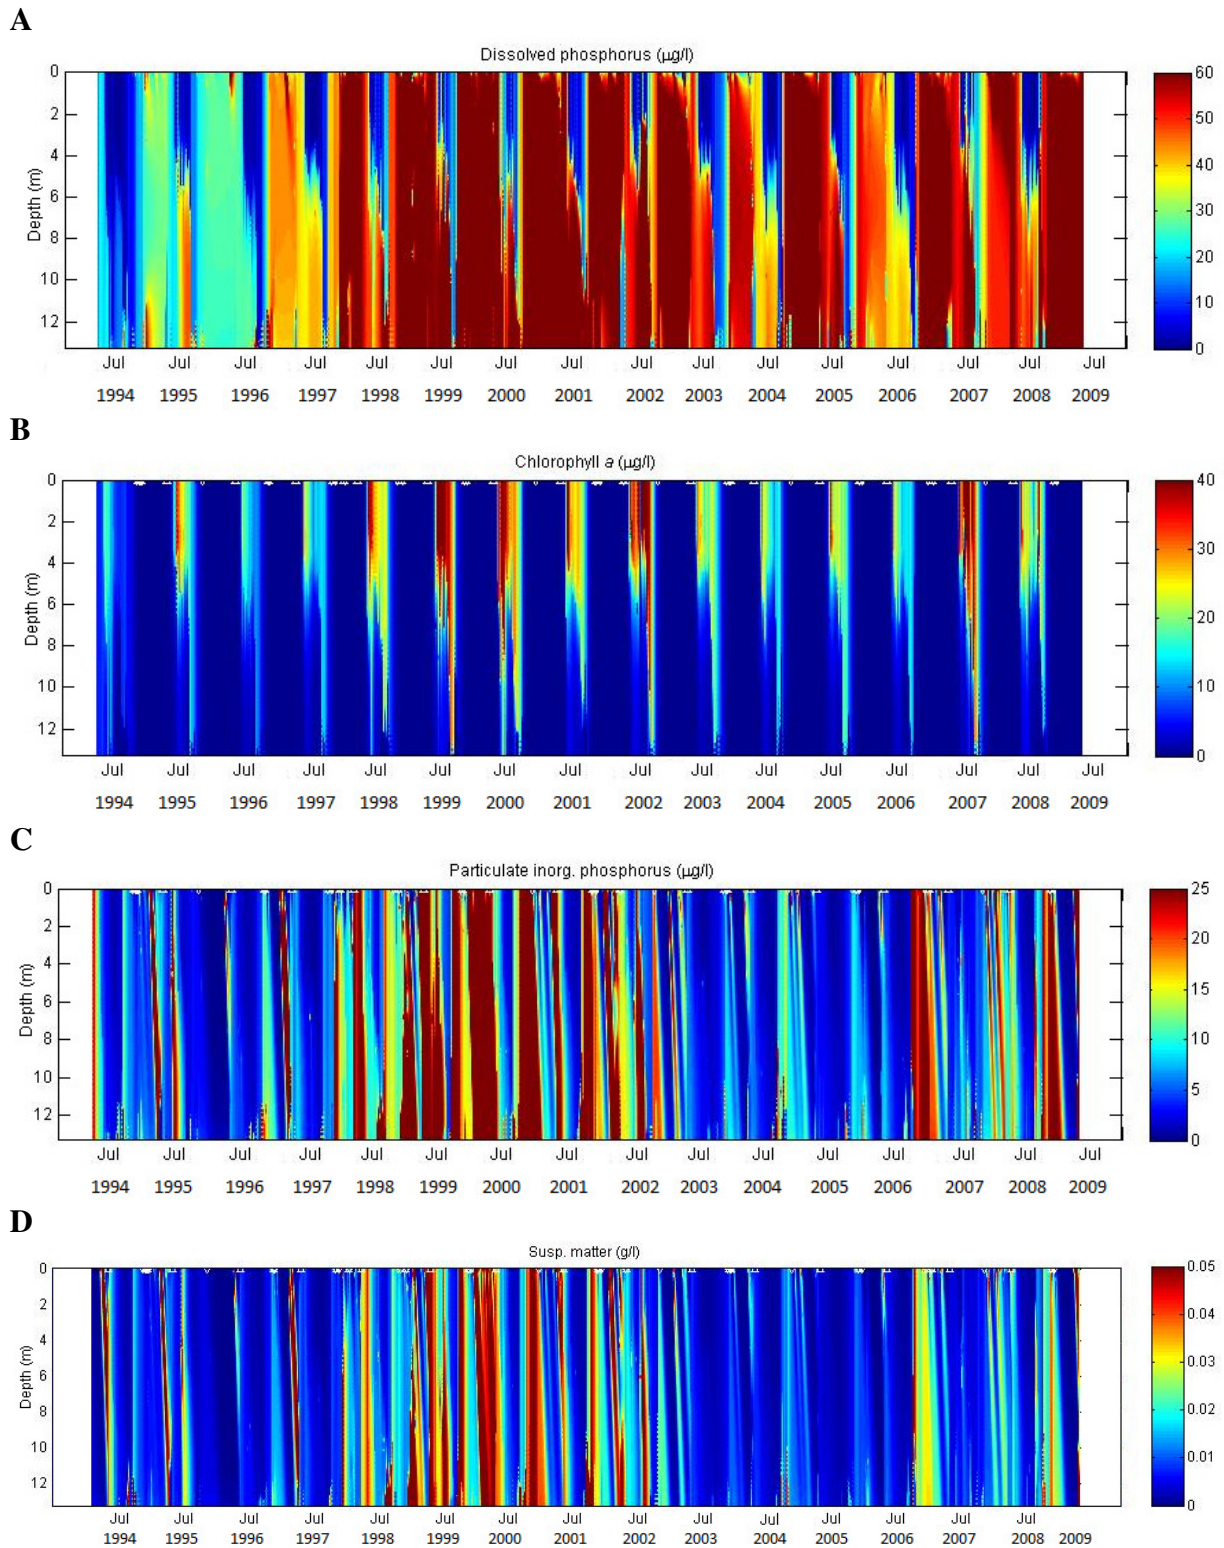 A
Dissolved phosphorus (μg/l)
0
2
4
6
8
10
12
Depth (m)
60
50
40
30
20
10
0
Jul Jul Jul Jul Jul Jul Jul Jul Jul Jul Jul Jul Jul Jul Jul Jul
1994 1995 1996 1997 1998 1999 2000 2001 2002 2003 2004 2005 2006 2007 2008 2009
B
Chlorophyll a (μg/l)
0
2
4
6
8
10
12
Depth (m)
40
30
20
10
0
Jul Jul Jul Jul Jul Jul Jul Jul Jul Jul Jul Jul Jul Jul Jul Jul
1994 1995 1996 1997 1998 1999 2000 2001 2002 2003 2004 2005 2006 2007 2008 2009
C
Particulate inorg. phosphorus (μg/l)
0
2
4
6
8
10
12
Depth (m)
25
20
15
10
5
0
Jul Jul Jul Jul Jul Jul Jul Jul Jul Jul Jul Jul Jul Jul Jul Jul
1994 1995 1996 1997 1998 1999 2000 2001 2002 2003 2004 2005 2006 2007 2008 2009
D
Susp. matter (g/l)
0
2
4
6
8
10
12
Depth (m)
0.05
0.04
0.03
0.02
0.01
0
Jul Jul Jul Jul Jul Jul Jul Jul Jul Jul Jul Jul Jul Jul Jul Jul
1994 1995 1996 1997 1998 1999 2000 2001 2002 2003 2004 2005 2006 2007 2008 2009